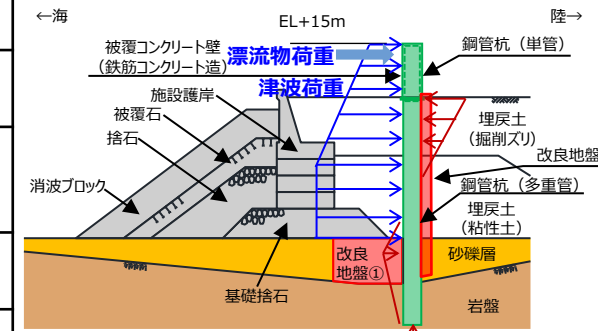 ←海
陸→
EL+15m
被覆コンクリート壁
(鉄筋コンクリート造)
漂流物荷重
津波荷重
鋼管杭（単管）
施設護岸
被覆石
捨石
消波ブロック
埋戻土
(掘削ズリ)
改良地盤
鋼管杭（多重管）
埋戻土
(粘性土)
改良
地盤①
砂礫層
基礎捨石
岩盤